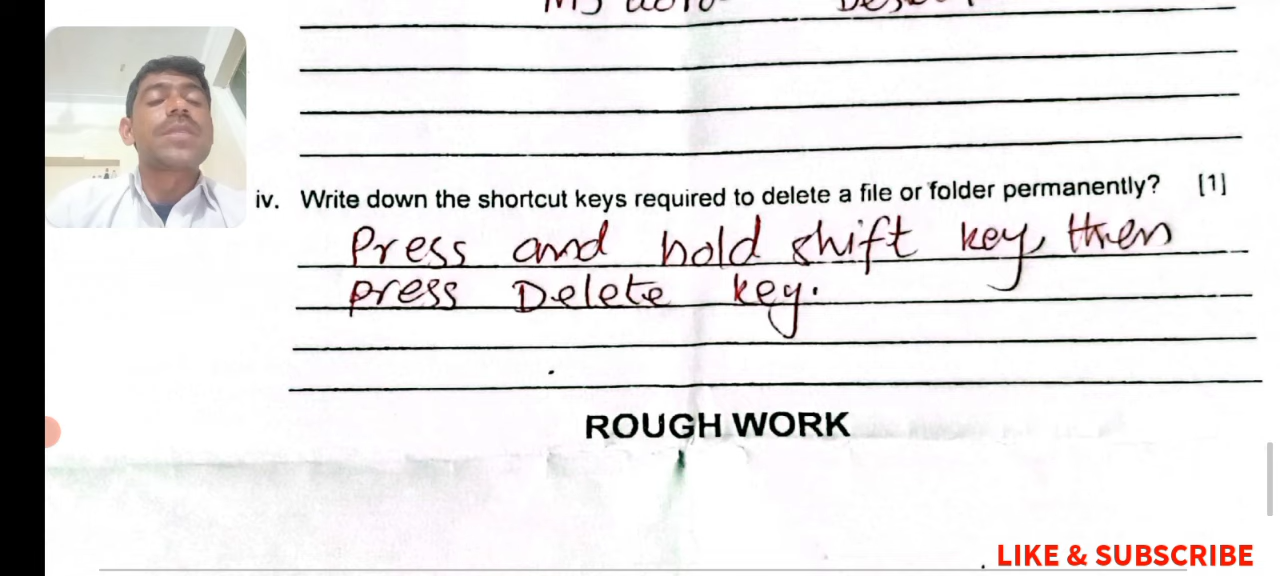 iv. Write down the shortcut keys required to delete a file or folder permanently? [1]
Press and hold shift key, then
press Delete key.
ROUGH WORK
LIKE & SUBSCRIBE